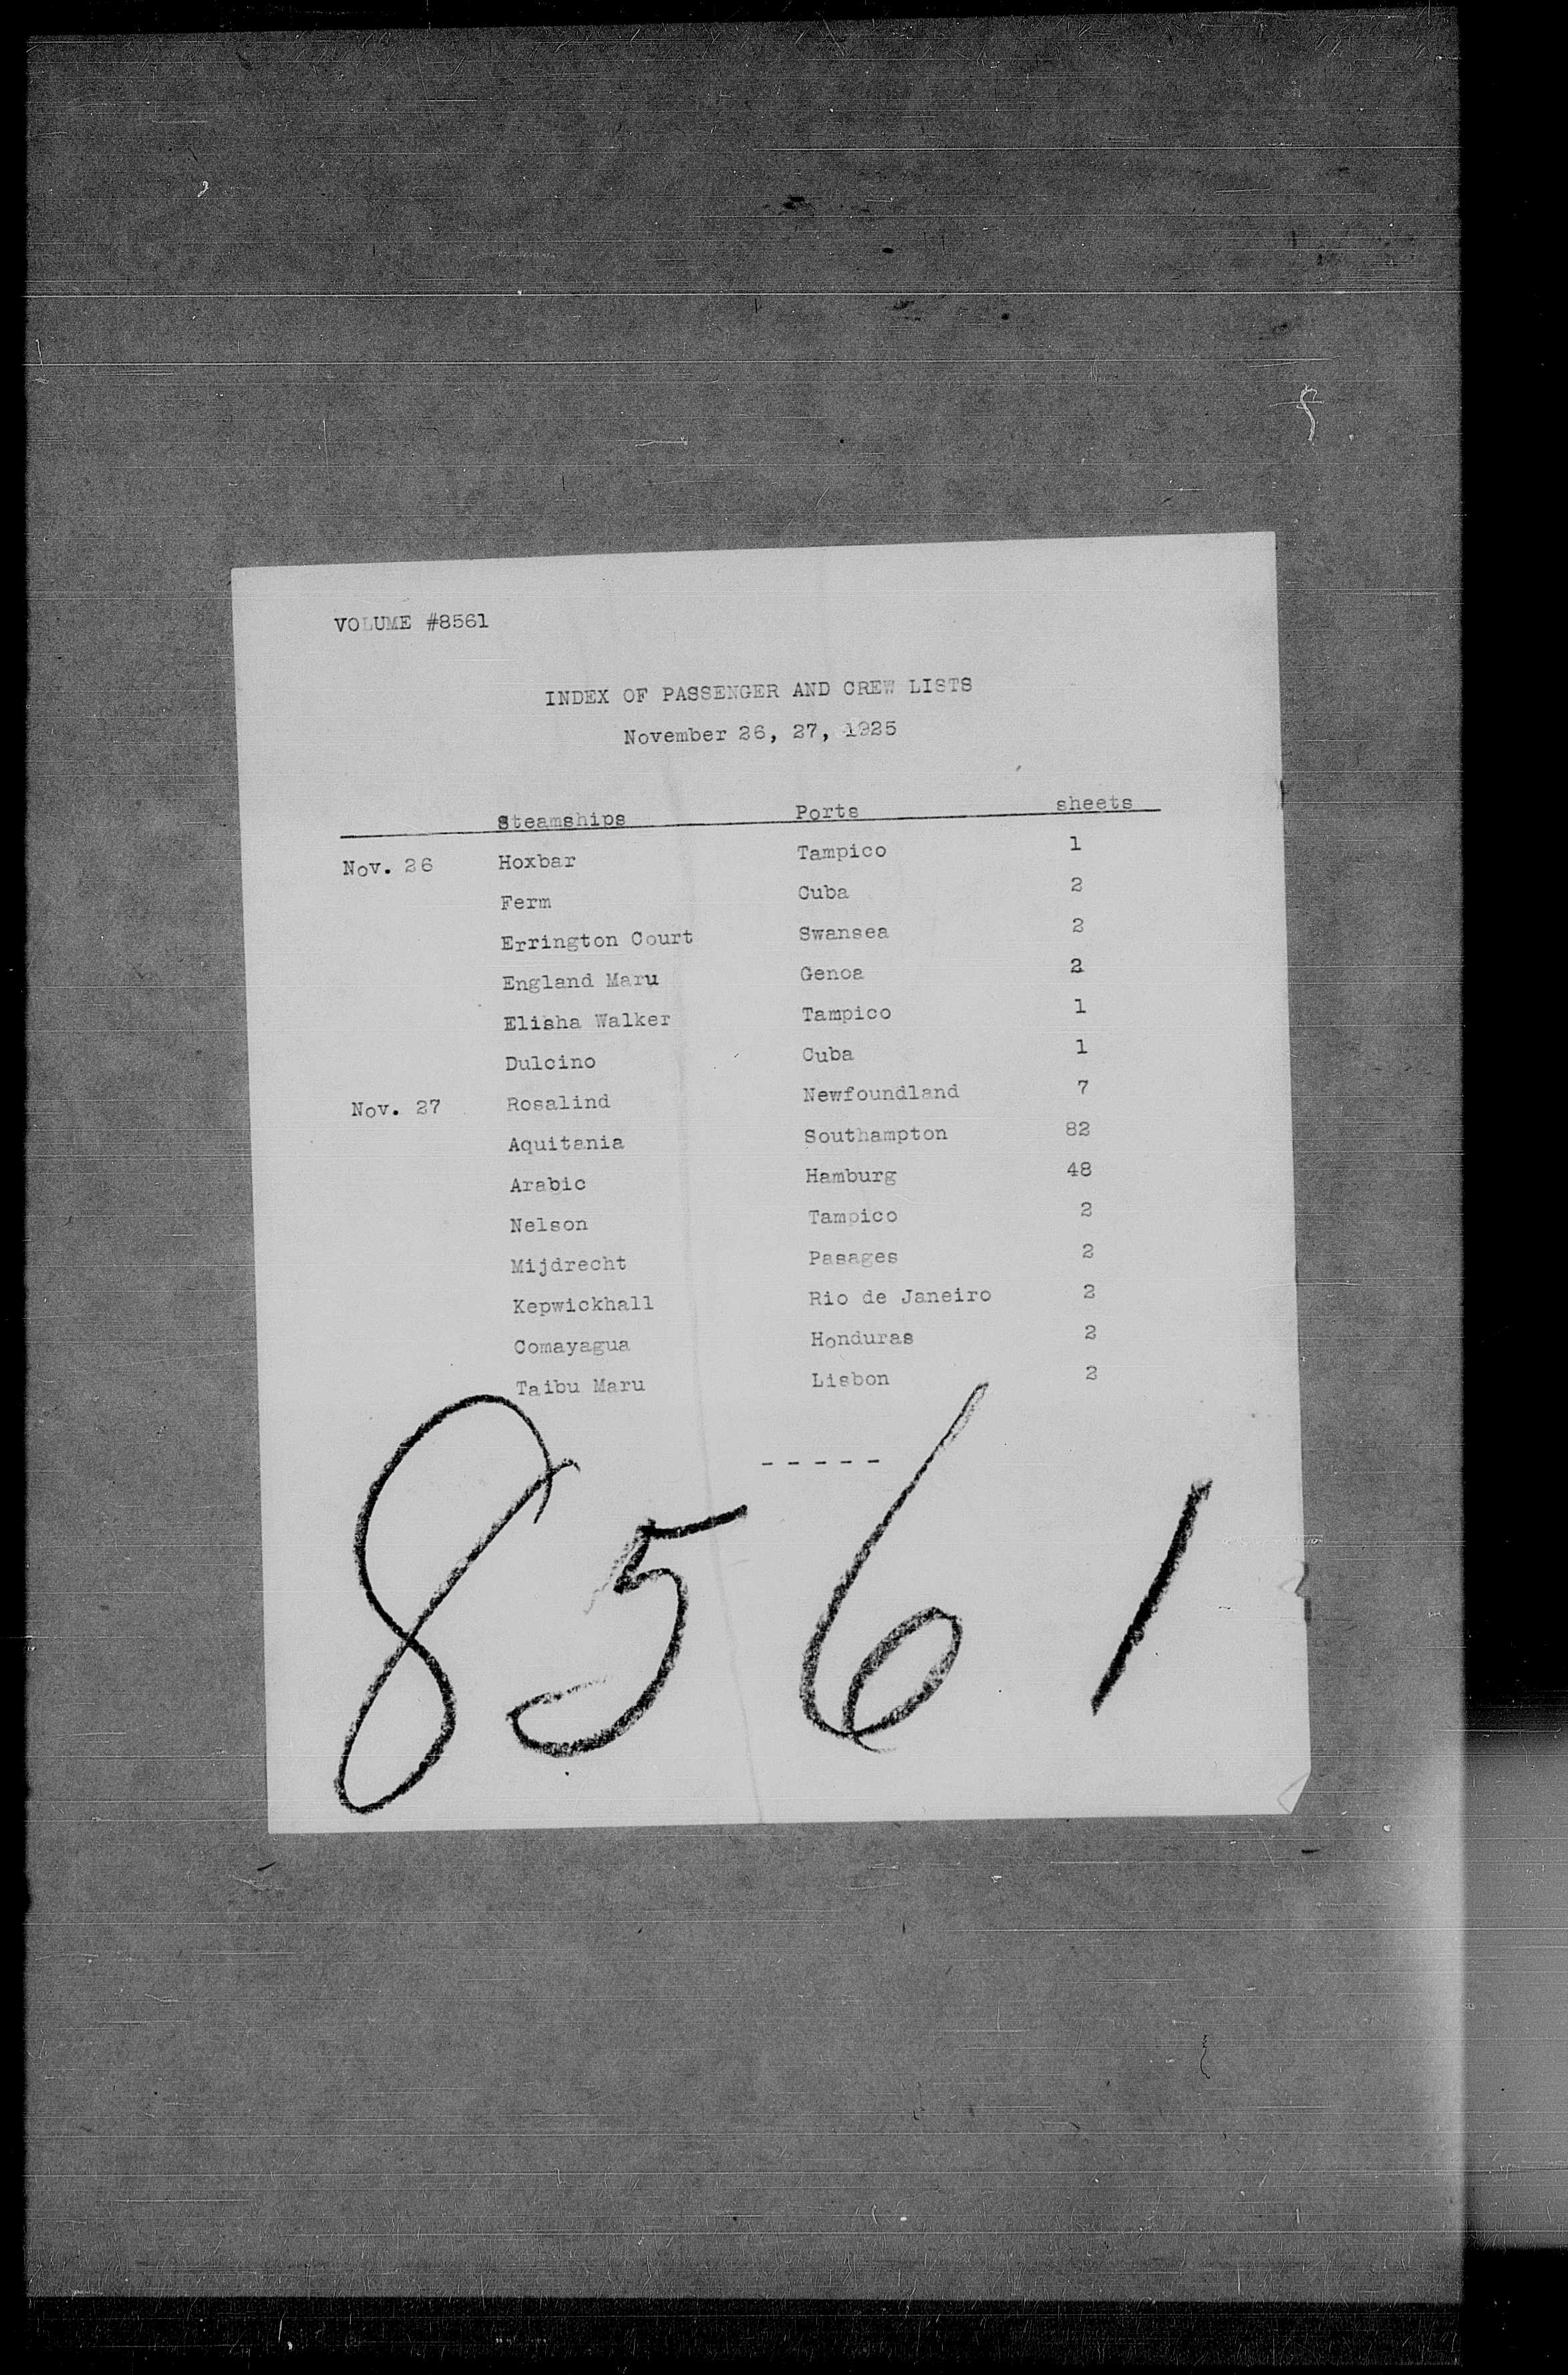 VOLUME #8561
INDEX OF PASSENGER AND CREW LISTS
November 26, 27, 1925
Steamships Ports sheets
Nov. 26 Hoxbar Tampico 1
Ferm Cuba 2
Errington Court Swansea 2
England Maru Genoa 2
Elisha Walker Tampico 1
Dulcino Cuba 1
Nov. 27 Rosalind Newfoundland 7
Aquitania Southampton 82
Arabic Hamburg 48
Nelson Tampico 2
Mijdrecht Pasages 2
Kepwickhall Rio de Janeiro 2
Comayagua Honduras 2
Taibu Maru Lisbon 2
- - - - -
8561